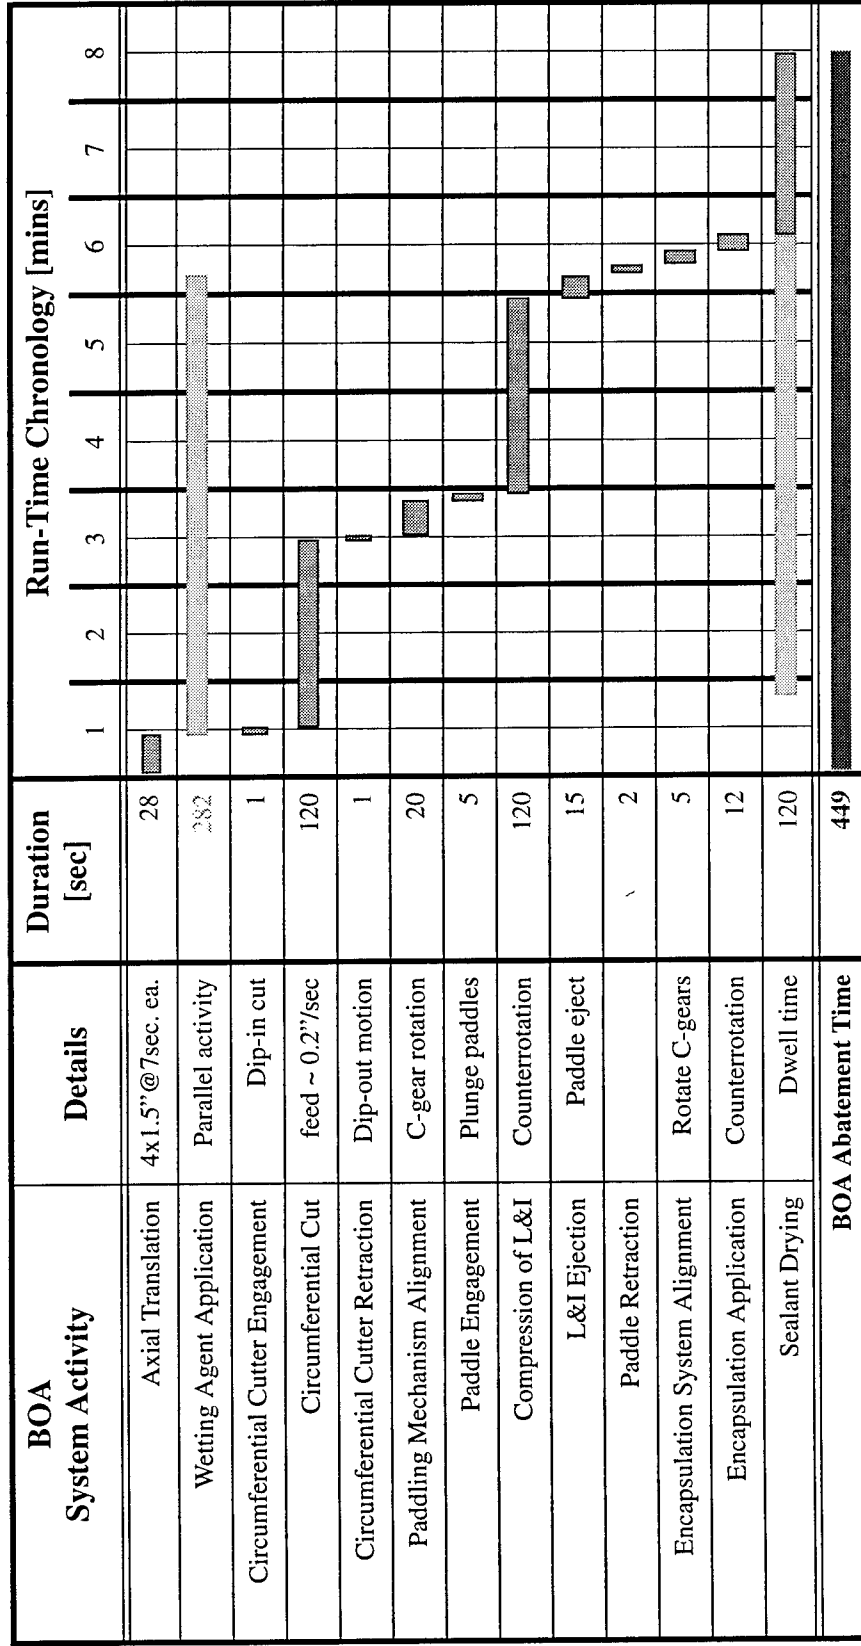 BOA
System Activity
Details
Duration
[sec]
Run-Time Chronology [mins]
1 2 3 4 5 6 7 8
Axial Translation 4x1.5"@7sec. ea. 28
Wetting Agent Application Parallel activity 282
Circumferential Cutter Engagement Dip-in cut 1
Circumferential Cut feed ~ 0.2"/sec 120
Circumferential Cutter Retraction Dip-out motion 1
Paddling Mechanism Alignment C-gear rotation 20
Paddle Engagement Plunge paddles 5
Compression of L&I Counterrotation 120
L&I Ejection Paddle eject 15
Paddle Retraction 2
Encapsulation System Alignment Rotate C-gears 5
Encapsulation Application Counterrotation 12
Sealant Drying Dwell time 120
BOA Abatement Time 449